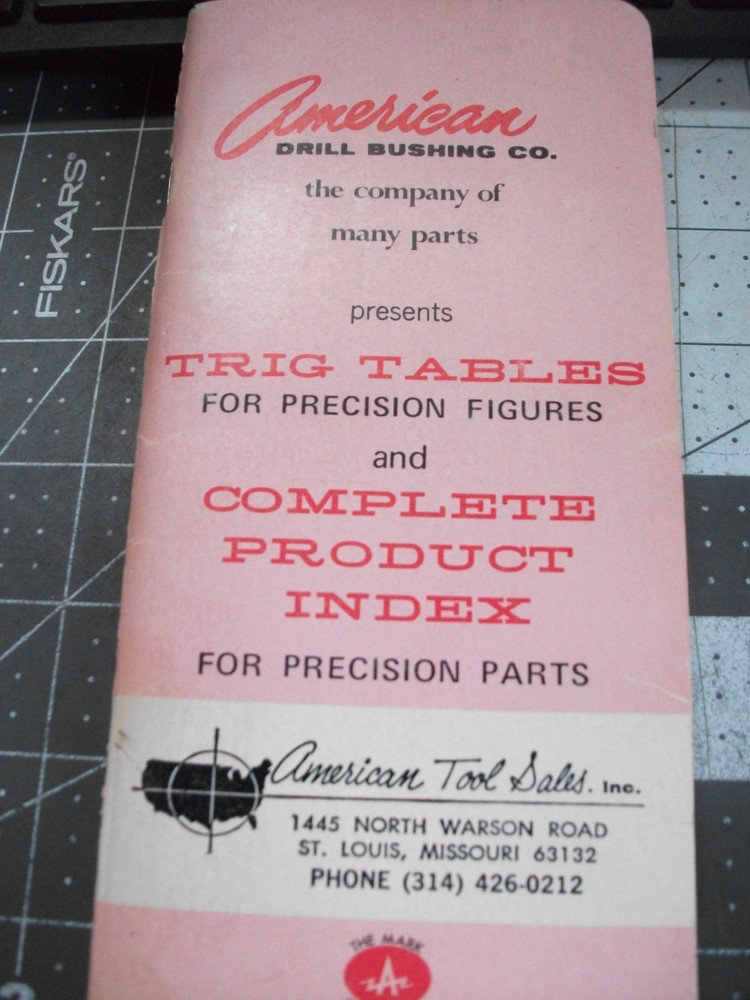 American
DRILL BUSHING CO.
the company of
many parts
presents
TRIG TABLES
FOR PRECISION FIGURES
and
COMPLETE
PRODUCT
INDEX
FOR PRECISION PARTS
American Tool Sales. Inc.
1445 NORTH WARSON ROAD
ST. LOUIS, MISSOURI 63132
PHONE (314) 426-0212
THE MARK
A
FISKARS®